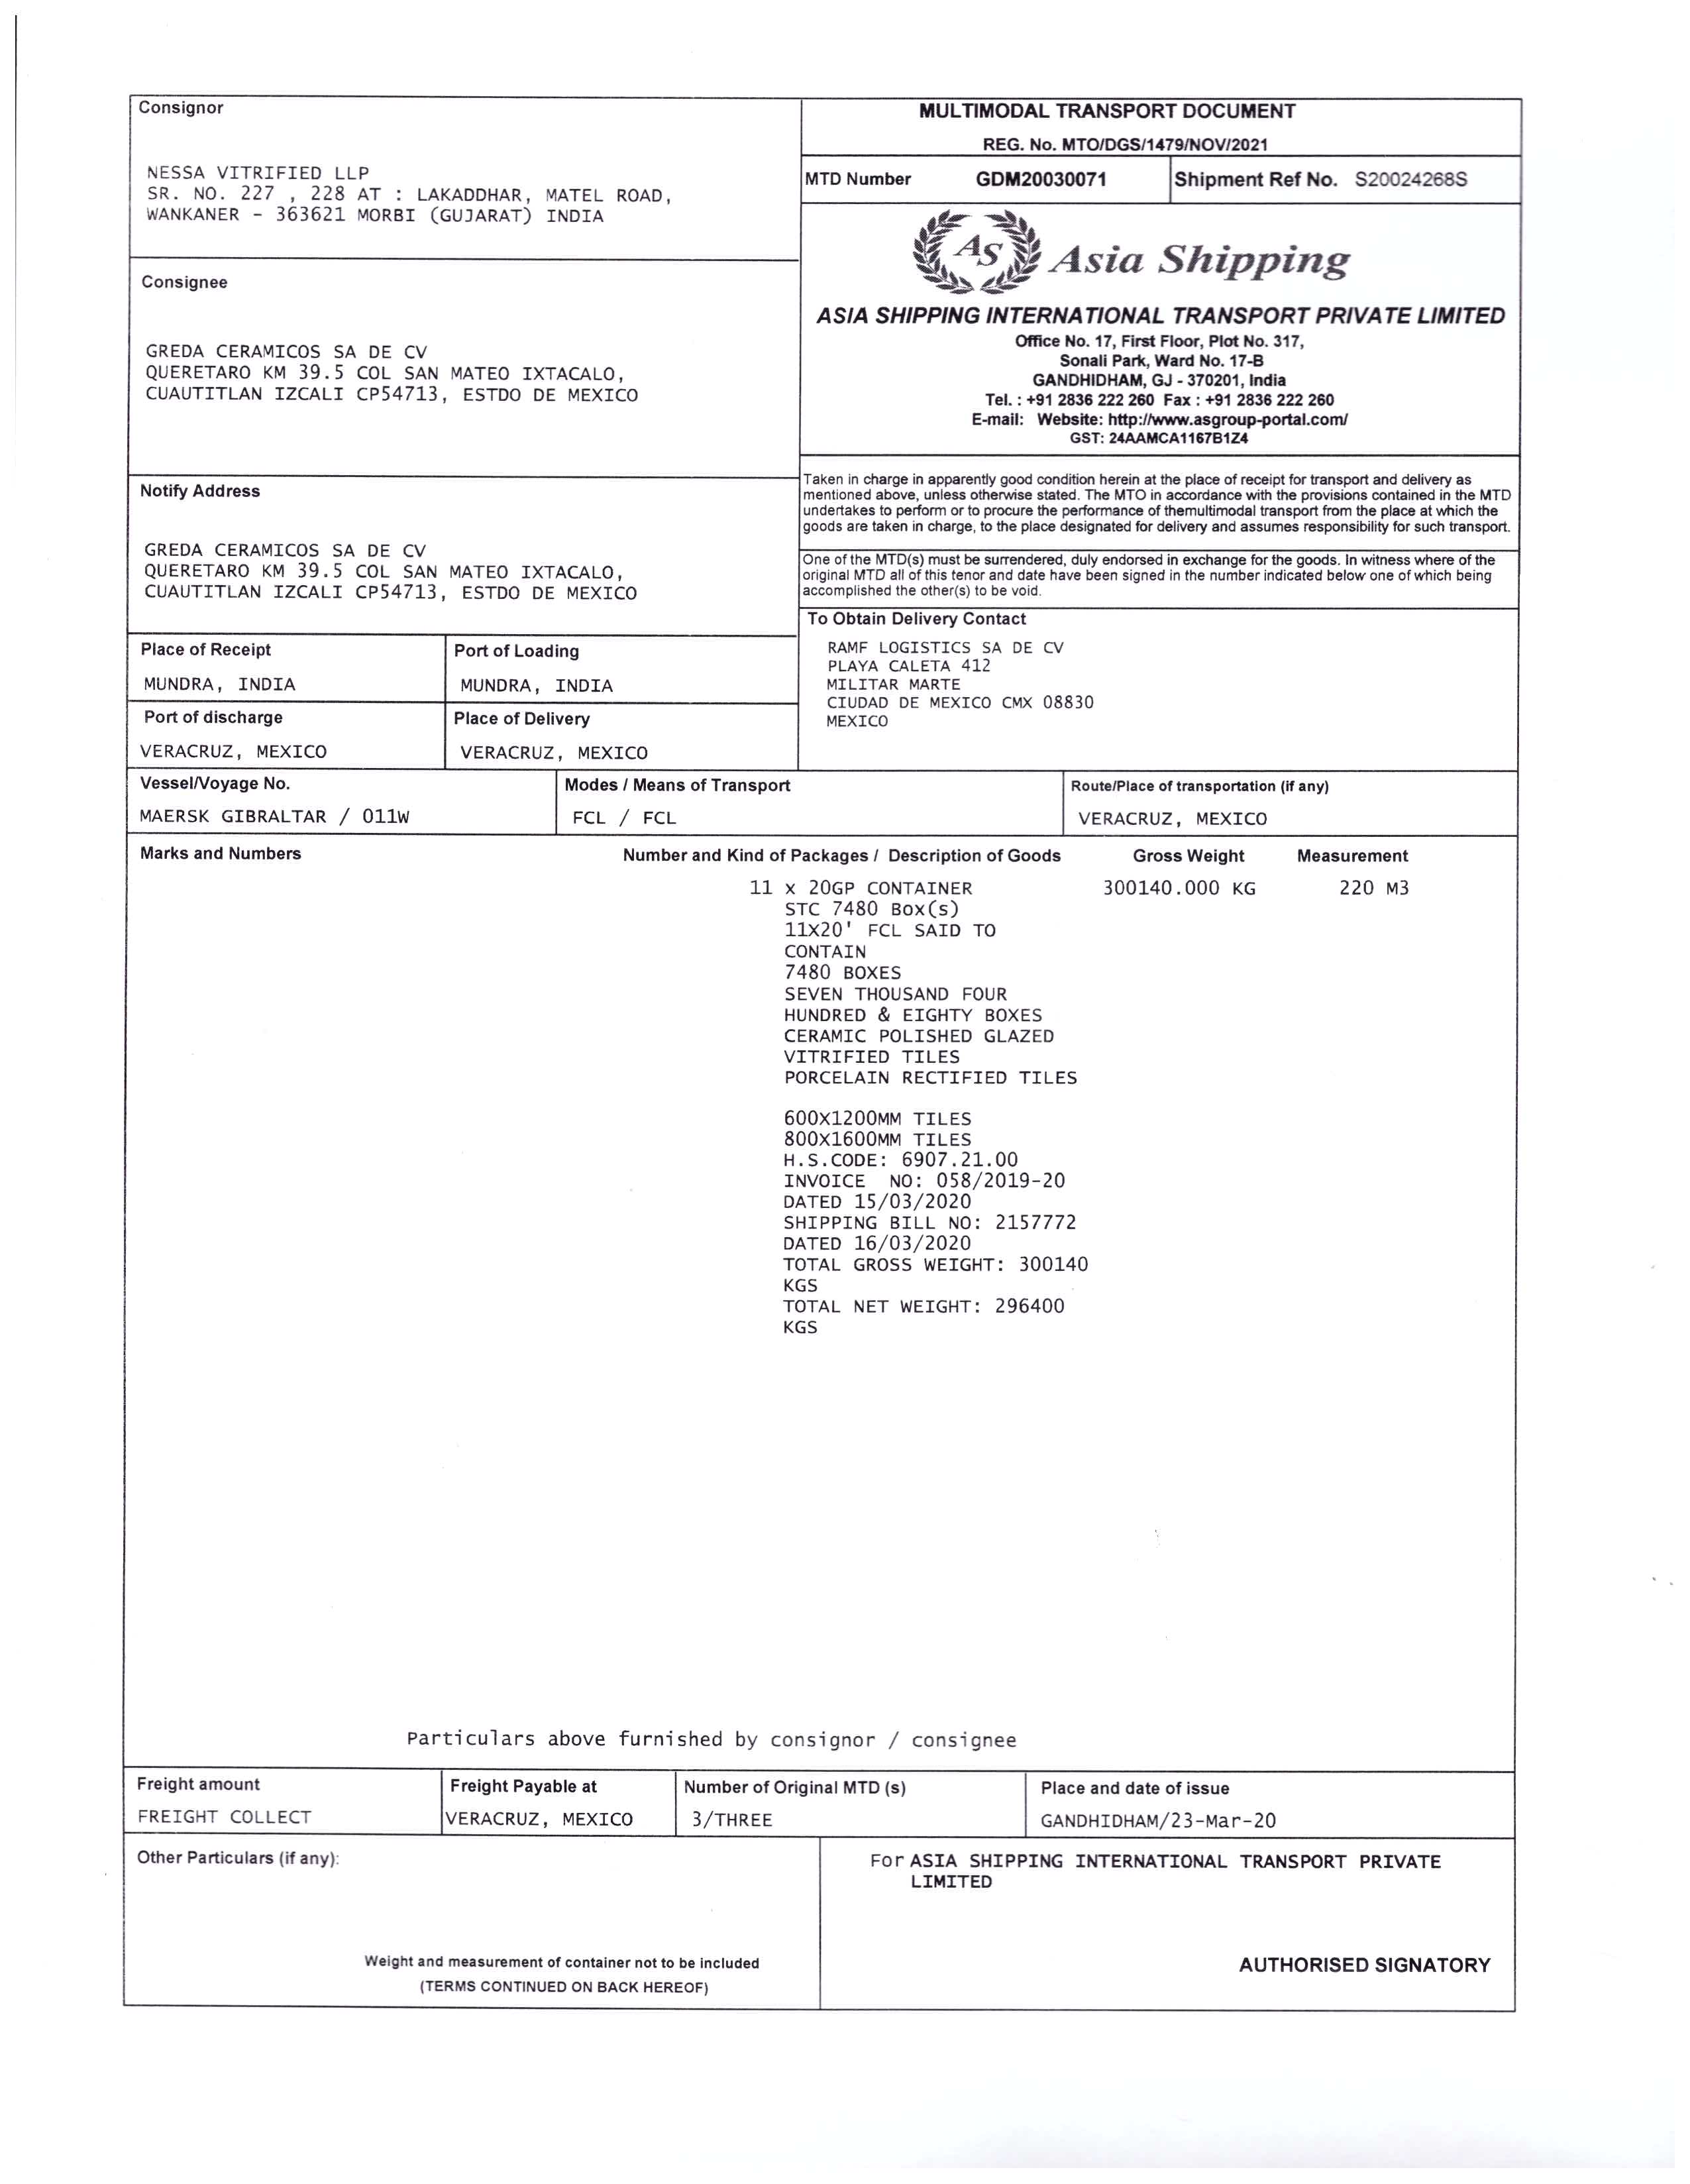 Consignor
NESSA VITRIFIED LLP
SR. NO. 227 , 228 AT : LAKADDHAR, MATEL ROAD,
WANKANER - 363621 MORBI (GUJARAT) INDIA
MULTIMODAL TRANSPORT DOCUMENT
REG. No. MTO/DGS/1479/NOV/2021
MTD Number GDM20030071 Shipment Ref No. S20024268S
AS Asia Shipping
ASIA SHIPPING INTERNATIONAL TRANSPORT PRIVATE LIMITED
Office No. 17, First Floor, Plot No. 317,
Sonali Park, Ward No. 17-B
GANDHIDHAM, GJ - 370201, India
Tel. : +91 2836 222 260 Fax : +91 2836 222 260
E-mail: Website: http://www.asgroup-portal.com/
GST: 24AAMCA1167B1Z4
Consignee
GREDA CERAMICOS SA DE CV
QUERETARO KM 39.5 COL SAN MATEO IXTACALO,
CUAUTITLAN IZCALI CP54713, ESTDO DE MEXICO
Notify Address
GREDA CERAMICOS SA DE CV
QUERETARO KM 39.5 COL SAN MATEO IXTACALO,
CUAUTITLAN IZCALI CP54713, ESTDO DE MEXICO
Taken in charge in apparently good condition herein at the place of receipt for transport and delivery as
mentioned above, unless otherwise stated. The MTO in accordance with the provisions contained in the MTD
undertakes to perform or to procure the performance of themultimodal transport from the place at which the
goods are taken in charge, to the place designated for delivery and assumes responsibility for such transport.
One of the MTD(s) must be surrendered, duly endorsed in exchange for the goods. In witness where of the
original MTD all of this tenor and date have been signed in the number indicated below one of which being
accomplished the other(s) to be void.
To Obtain Delivery Contact
RAMF LOGISTICS SA DE CV
PLAYA CALETA 412
MILITAR MARTE
CIUDAD DE MEXICO CMX 08830
MEXICO
Place of Receipt Port of Loading
MUNDRA, INDIA MUNDRA, INDIA
Port of discharge Place of Delivery
VERACRUZ, MEXICO VERACRUZ, MEXICO
Vessel/Voyage No. Modes / Means of Transport Route/Place of transportation (if any)
MAERSK GIBRALTAR / 011W FCL / FCL VERACRUZ, MEXICO
Marks and Numbers Number and Kind of Packages / Description of Goods Gross Weight Measurement
11 x 20GP CONTAINER 300140.000 KG 220 M3
STC 7480 Box(s)
11X20' FCL SAID TO
CONTAIN
7480 BOXES
SEVEN THOUSAND FOUR
HUNDRED & EIGHTY BOXES
CERAMIC POLISHED GLAZED
VITRIFIED TILES
PORCELAIN RECTIFIED TILES
600X1200MM TILES
800X1600MM TILES
H.S.CODE: 6907.21.00
INVOICE NO: 058/2019-20
DATED 15/03/2020
SHIPPING BILL NO: 2157772
DATED 16/03/2020
TOTAL GROSS WEIGHT: 300140
KGS
TOTAL NET WEIGHT: 296400
KGS
Particulars above furnished by consignor / consignee
Freight amount Freight Payable at Number of Original MTD (s) Place and date of issue
FREIGHT COLLECT VERACRUZ, MEXICO 3/THREE GANDHIDHAM/23-Mar-20
Other Particulars (if any):
For ASIA SHIPPING INTERNATIONAL TRANSPORT PRIVATE
LIMITED
Weight and measurement of container not to be included
(TERMS CONTINUED ON BACK HEREOF)
AUTHORISED SIGNATORY